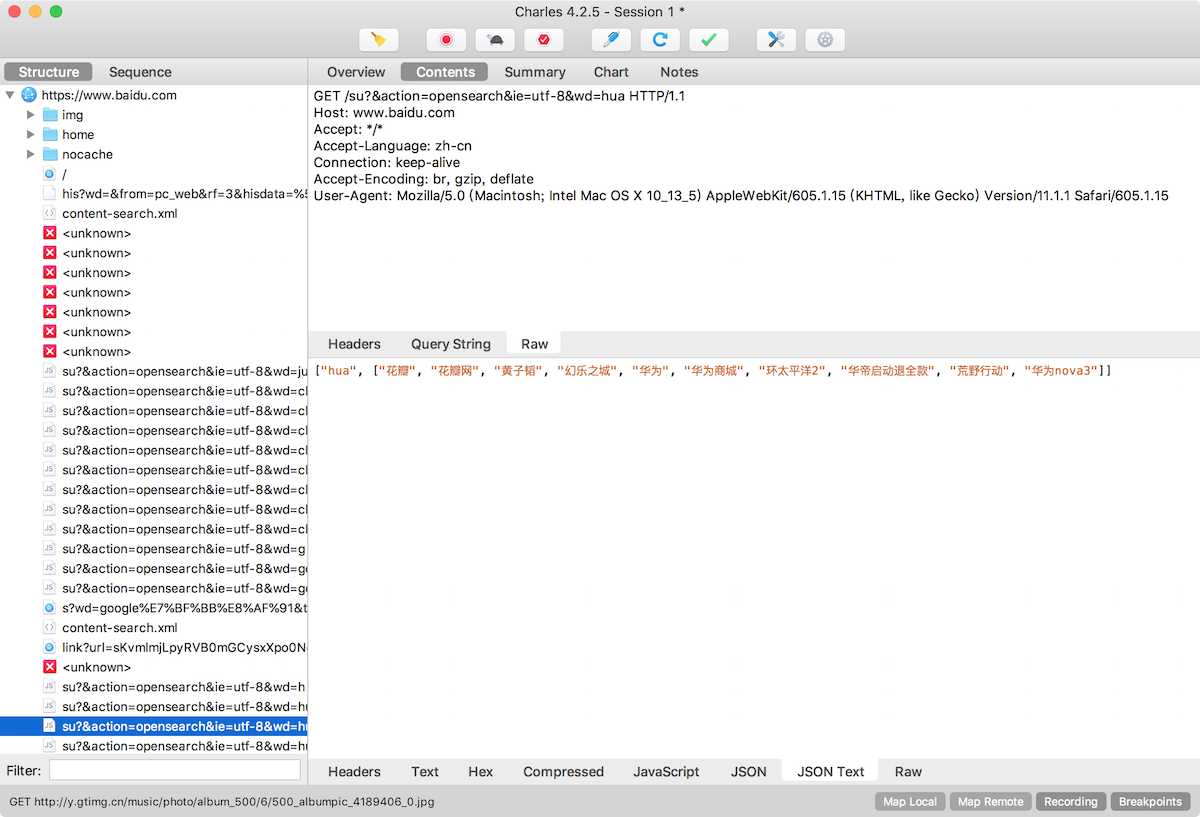 Charles 4.2.5 - Session 1 *
Structure
Sequence
Overview
Contents
Summary
Chart
Notes
https://www.baidu.com
img
home
nocache
/
his?wd=&from=pc_web&rf=3&hisdata=%5
content-search.xml
<unknown>
<unknown>
<unknown>
<unknown>
<unknown>
<unknown>
<unknown>
su?&action=opensearch&ie=utf-8&wd=ju
su?&action=opensearch&ie=utf-8&wd=cl
su?&action=opensearch&ie=utf-8&wd=cl
su?&action=opensearch&ie=utf-8&wd=cl
su?&action=opensearch&ie=utf-8&wd=cl
su?&action=opensearch&ie=utf-8&wd=cl
su?&action=opensearch&ie=utf-8&wd=cl
su?&action=opensearch&ie=utf-8&wd=cl
su?&action=opensearch&ie=utf-8&wd=cl
su?&action=opensearch&ie=utf-8&wd=g
su?&action=opensearch&ie=utf-8&wd=go
su?&action=opensearch&ie=utf-8&wd=go
s?wd=google%E7%BF%BB%E8%AF%91&t
content-search.xml
link?url=sKvmlmjLpyRVB0mGCysxXpo0N
<unknown>
su?&action=opensearch&ie=utf-8&wd=h
su?&action=opensearch&ie=utf-8&wd=hu
su?&action=opensearch&ie=utf-8&wd=hu
su?&action=opensearch&ie=utf-8&wd=hu
Filter:
GET /su?&action=opensearch&ie=utf-8&wd=hua HTTP/1.1
Host: www.baidu.com
Accept: */*
Accept-Language: zh-cn
Connection: keep-alive
Accept-Encoding: br, gzip, deflate
User-Agent: Mozilla/5.0 (Macintosh; Intel Mac OS X 10_13_5) AppleWebKit/605.1.15 (KHTML, like Gecko) Version/11.1.1 Safari/605.1.15
Headers
Query String
Raw
["hua", ["花瓣", "花瓣网", "黄子韬", "幻乐之城", "华为", "华为商城", "环太平洋2", "华帝启动退全款", "荒野行动", "华为nova3"]]
Headers
Text
Hex
Compressed
JavaScript
JSON
JSON Text
Raw
GET http://y.gtimg.cn/music/photo/album_500/6/500_albumpic_4189406_0.jpg
Map Local
Map Remote
Recording
Breakpoints